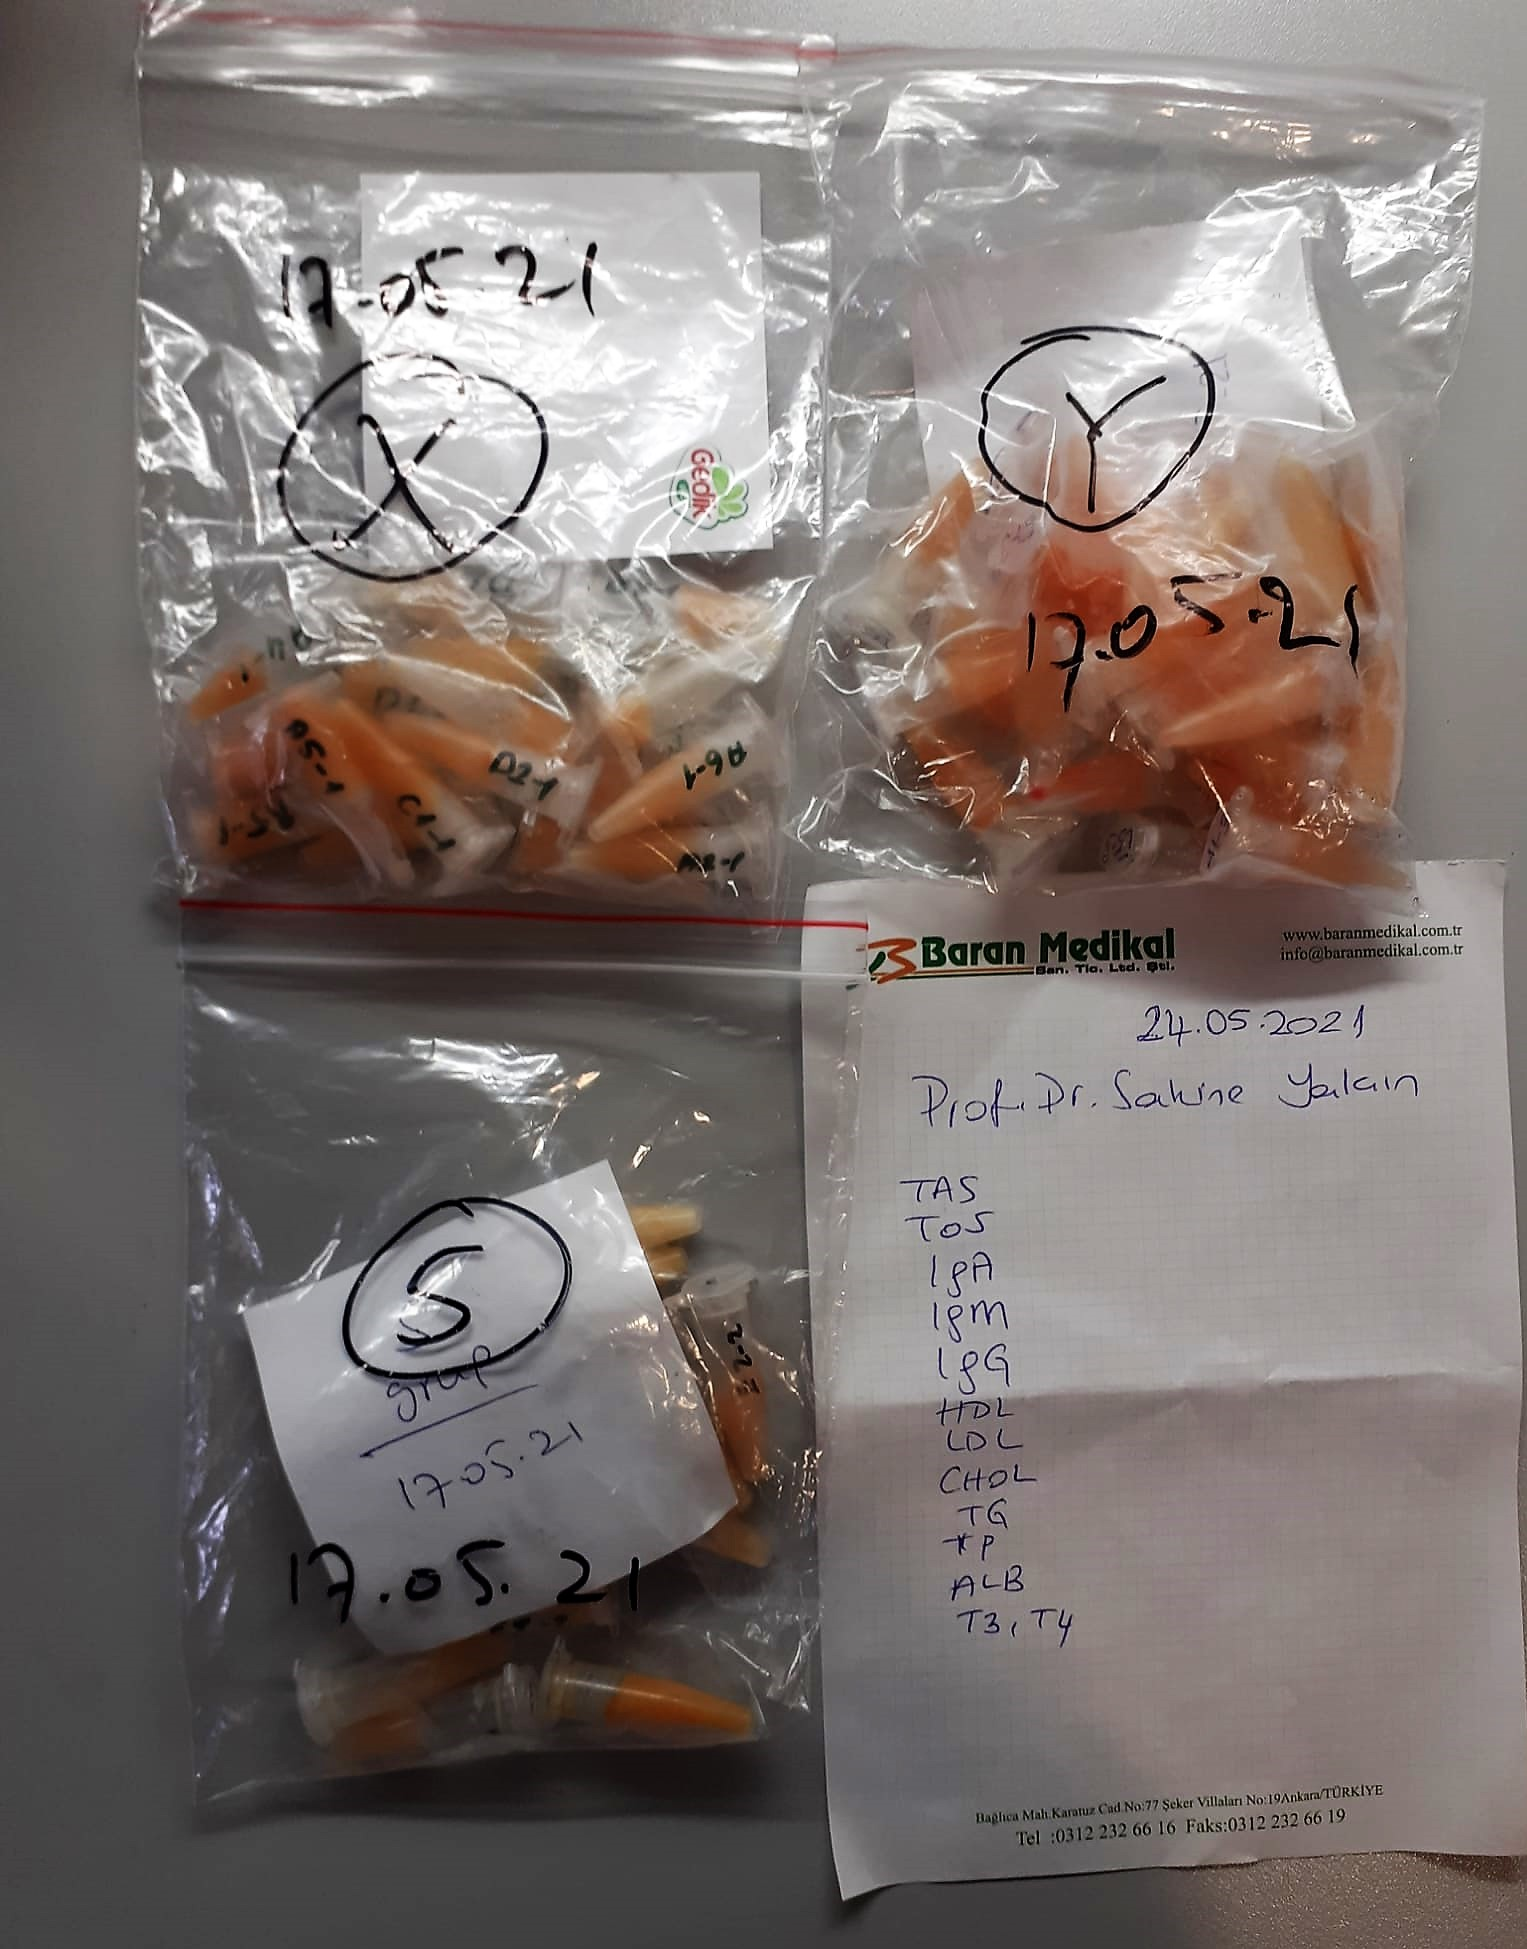 17.05.21
X
Gedik
D2-1
A5-1
A6-1
C1-1
Y
17.05.21
S
grup
17.05.21
17.05.21
2-2
Baran Medikal
San. Tic. Ltd. Şti.
www.baranmedikal.com.tr
info@baranmedikal.com.tr
24.05.2021
Prof. Dr. Sakine Yalçın
TAS
TOS
IgA
IgM
IgG
HDL
LDL
CHOL
TG
TP
ALB
T3, T4
Bağlıca Mah.Karatuz Cad.No:77 Şeker Villaları No:19Ankara/TÜRKİYE
Tel :0312 232 66 16 Faks:0312 232 66 19